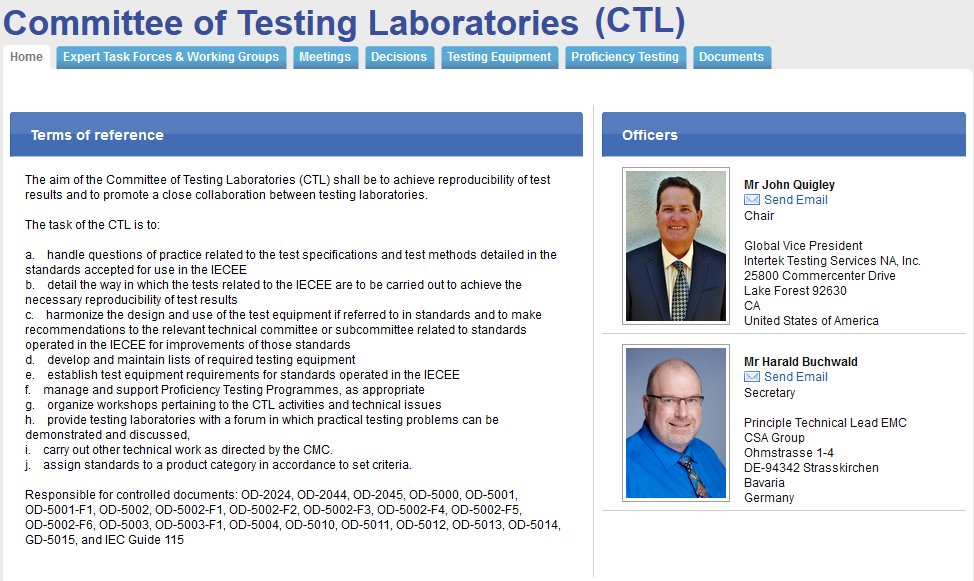 Committee of Testing Laboratories (CTL)
Home Expert Task Forces & Working Groups Meetings Decisions Testing Equipment Proficiency Testing Documents
Terms of reference
The aim of the Committee of Testing Laboratories (CTL) shall be to achieve reproducibility of test
results and to promote a close collaboration between testing laboratories.
The task of the CTL is to:
a. handle questions of practice related to the test specifications and test methods detailed in the
standards accepted for use in the IECEE
b. detail the way in which the tests related to the IECEE are to be carried out to achieve the
necessary reproducibility of test results
c. harmonize the design and use of the test equipment if referred to in standards and to make
recommendations to the relevant technical committee or subcommittee related to standards
operated in the IECEE for improvements of those standards
d. develop and maintain lists of required testing equipment
e. establish test equipment requirements for standards operated in the IECEE
f. manage and support Proficiency Testing Programmes, as appropriate
g. organize workshops pertaining to the CTL activities and technical issues
h. provide testing laboratories with a forum in which practical testing problems can be
demonstrated and discussed,
i. carry out other technical work as directed by the CMC.
j. assign standards to a product category in accordance to set criteria.
Responsible for controlled documents: OD-2024, OD-2044, OD-2045, OD-5000, OD-5001,
OD-5001-F1, OD-5002, OD-5002-F1, OD-5002-F2, OD-5002-F3, OD-5002-F4, OD-5002-F5,
OD-5002-F6, OD-5003, OD-5003-F1, OD-5004, OD-5010, OD-5011, OD-5012, OD-5013, OD-5014,
GD-5015, and IEC Guide 115
Officers
Mr John Quigley
Send Email
Chair
Global Vice President
Intertek Testing Services NA, Inc.
25800 Commercenter Drive
Lake Forest 92630
CA
United States of America
Mr Harald Buchwald
Send Email
Secretary
Principle Technical Lead EMC
CSA Group
Ohmstrasse 1-4
DE-94342 Strasskirchen
Bavaria
Germany